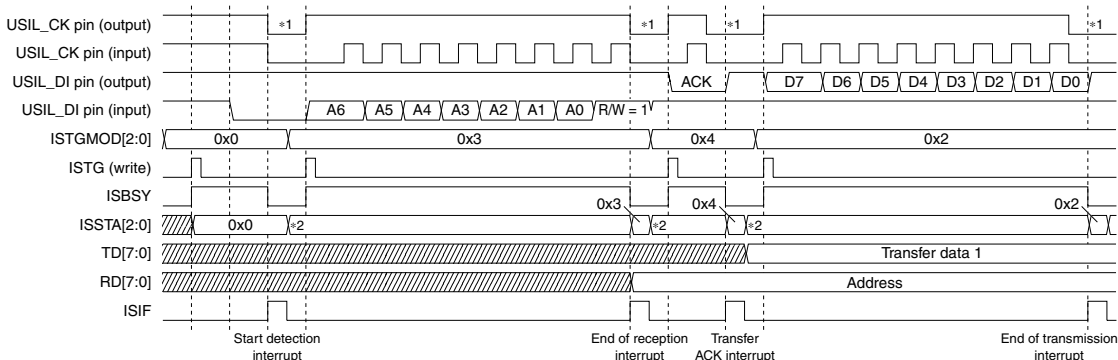 USIL_CK pin (output) *1 *1 *1 *1
USIL_CK pin (input)
USIL_DI pin (output) ACK D7 D6 D5 D4 D3 D2 D1 D0
USIL_DI pin (input) A6 A5 A4 A3 A2 A1 A0 R/W = 1
ISTGMOD[2:0] 0x0 0x3 0x4 0x2
ISTG (write)
ISBSY
0x3 0x4 0x2
ISSTA[2:0] 0x0 *2 *2 *2
TD[7:0] Transfer data 1
RD[7:0] Address
ISIF
Start detection
interrupt
End of reception
interrupt
Transfer
ACK interrupt
End of transmission
interrupt